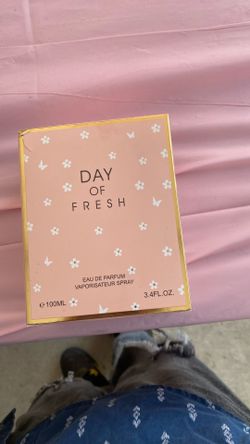 DAY
OF
FRESH
EAU DE PARFUM
VAPORISATEUR SPRAY
℮100ML 3.4FL.OZ.